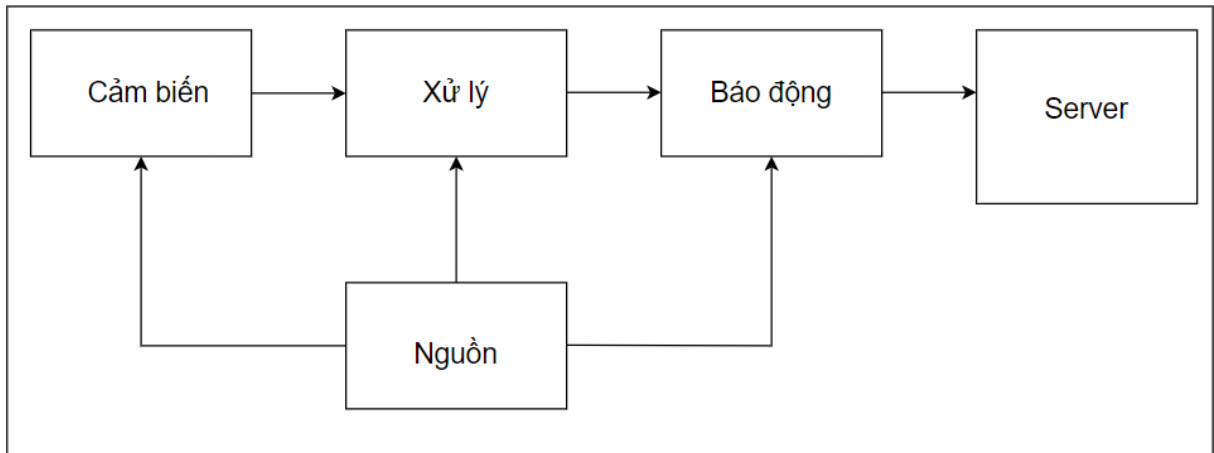 Cảm biến
Xử lý
Báo động
Server
Nguồn